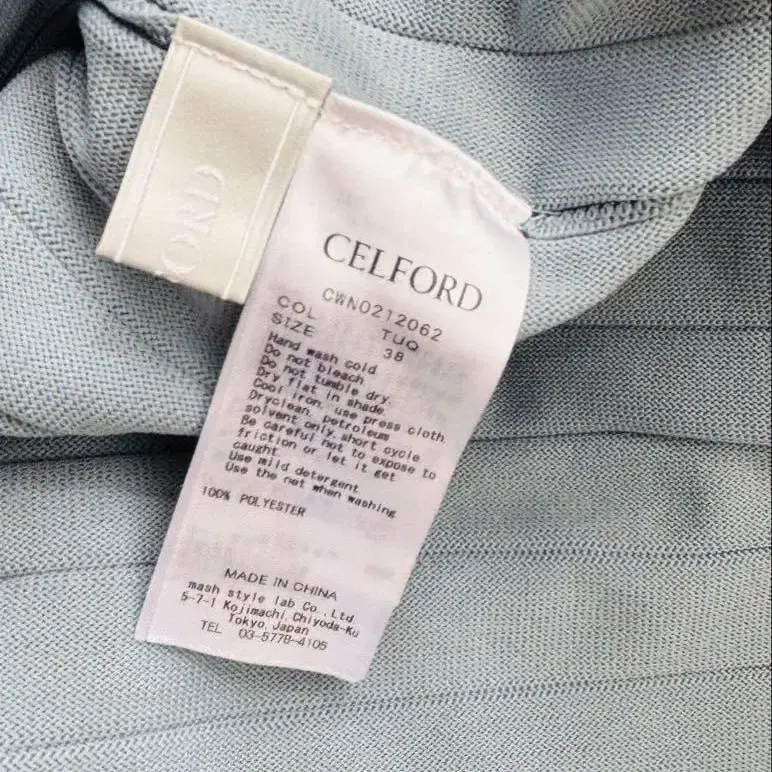 ORD
CELFORD
CWN0212062
COL TUQ
SIZE 38
Hand wash cold
Do not bleach
Do not tumble dry.
Dry flat in shade.
Cool iron, use press cloth.
Dryclean, petroleum
solvent only, short cycle
Be careful not to expose to
friction or let it get
caught.
Use mild detergent.
Use the net when washing.
100% POLYESTER
MADE IN CHINA
mash style lab Co.,Ltd.
5-7-1 Kojimachi,Chiyoda-Ku
Tokyo,Japan
TEL 03-5778-4105